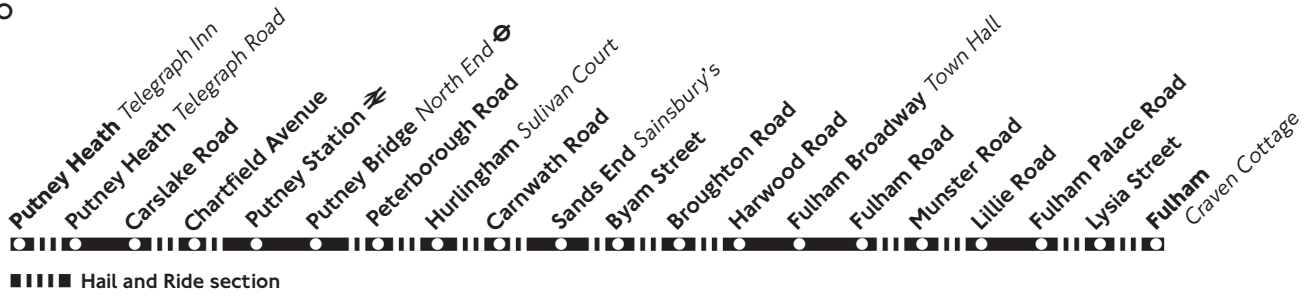 Putney Heath Telegraph Inn
Putney Heath Telegraph Road
Carslake Road
Chartfield Avenue
Putney Station
Putney Bridge North End
Peterborough Road
Hurlingham Sulivan Court
Carnwath Road
Sands End Sainsbury's
Byam Street
Broughton Road
Harwood Road
Fulham Broadway Town Hall
Fulham Road
Munster Road
Lillie Road
Fulham Palace Road
Lysia Street
Fulham
Craven Cottage
Hail and Ride section